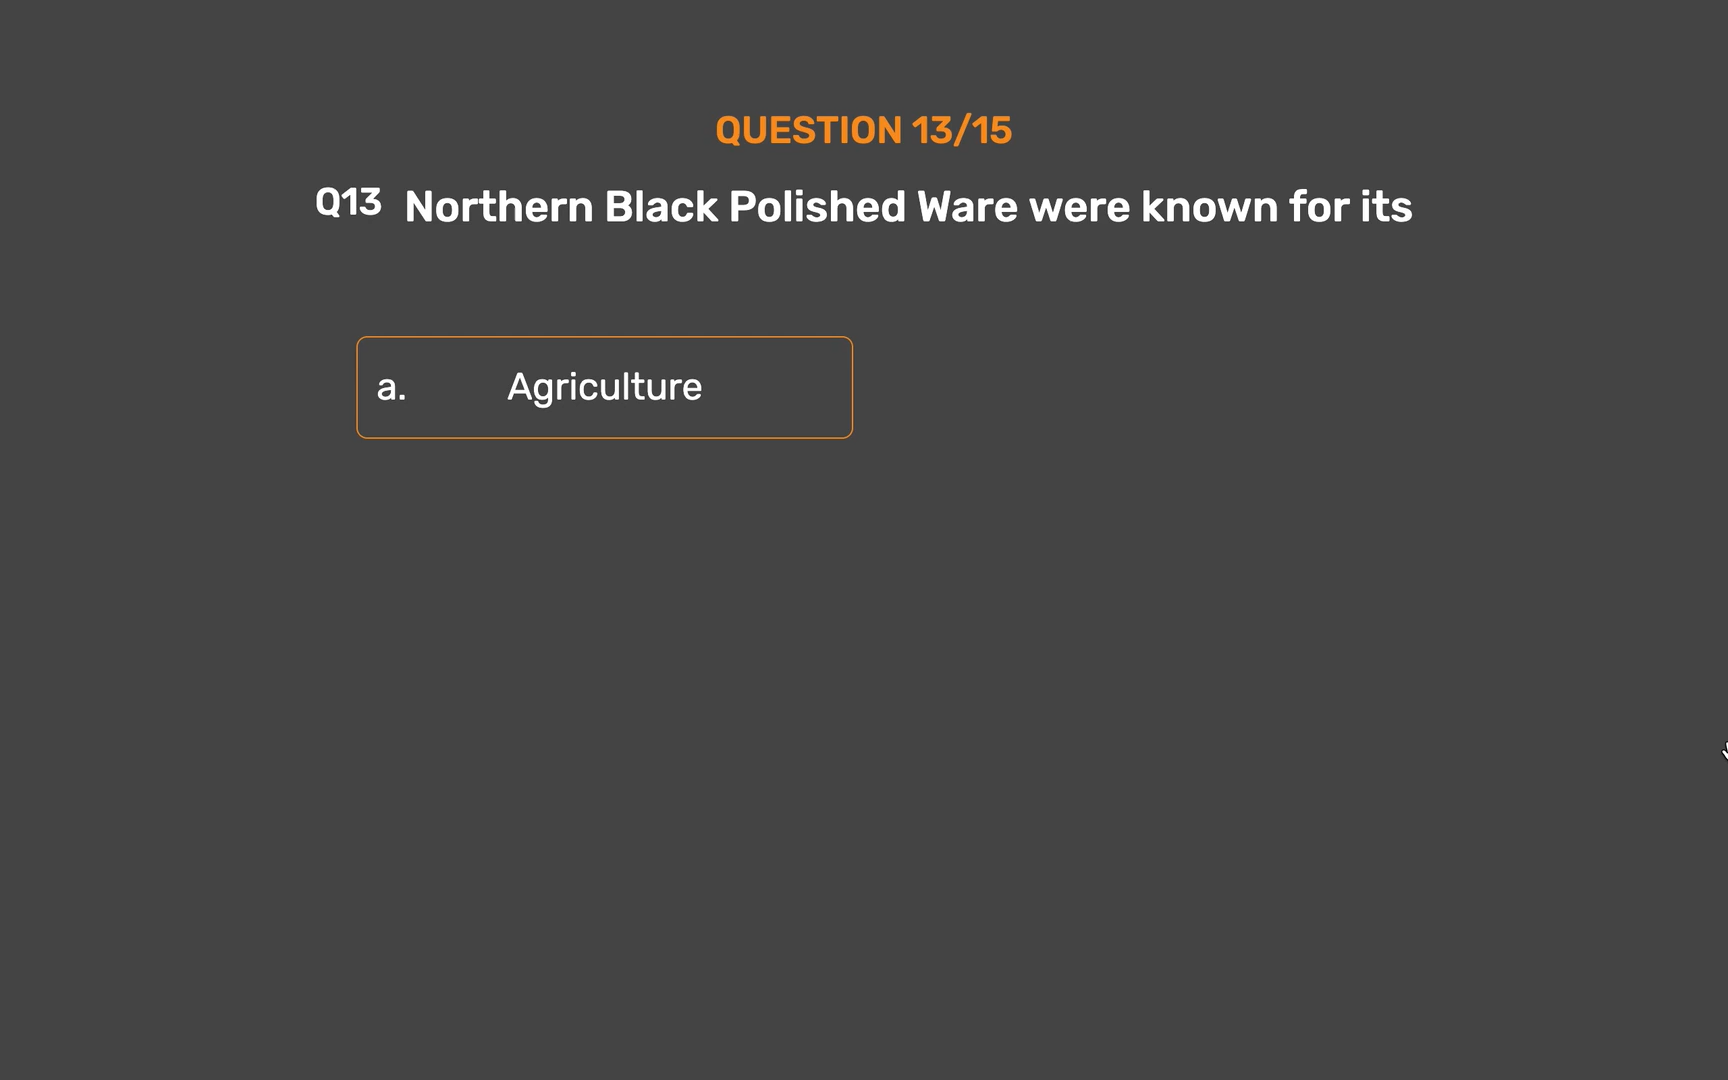 QUESTION 13/15
Q13 Northern Black Polished Ware were known for its
a. Agriculture